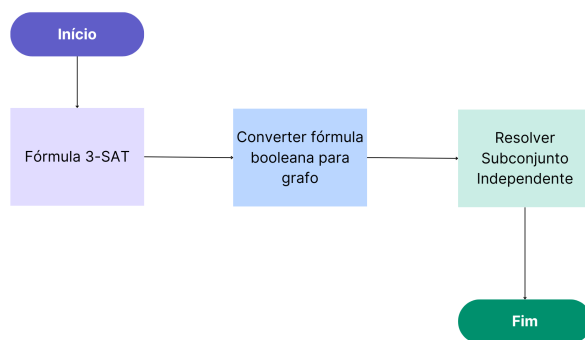 Início
Fórmula 3-SAT
Converter fórmula
booleana para
grafo
Resolver
Subconjunto
Independente
Fim